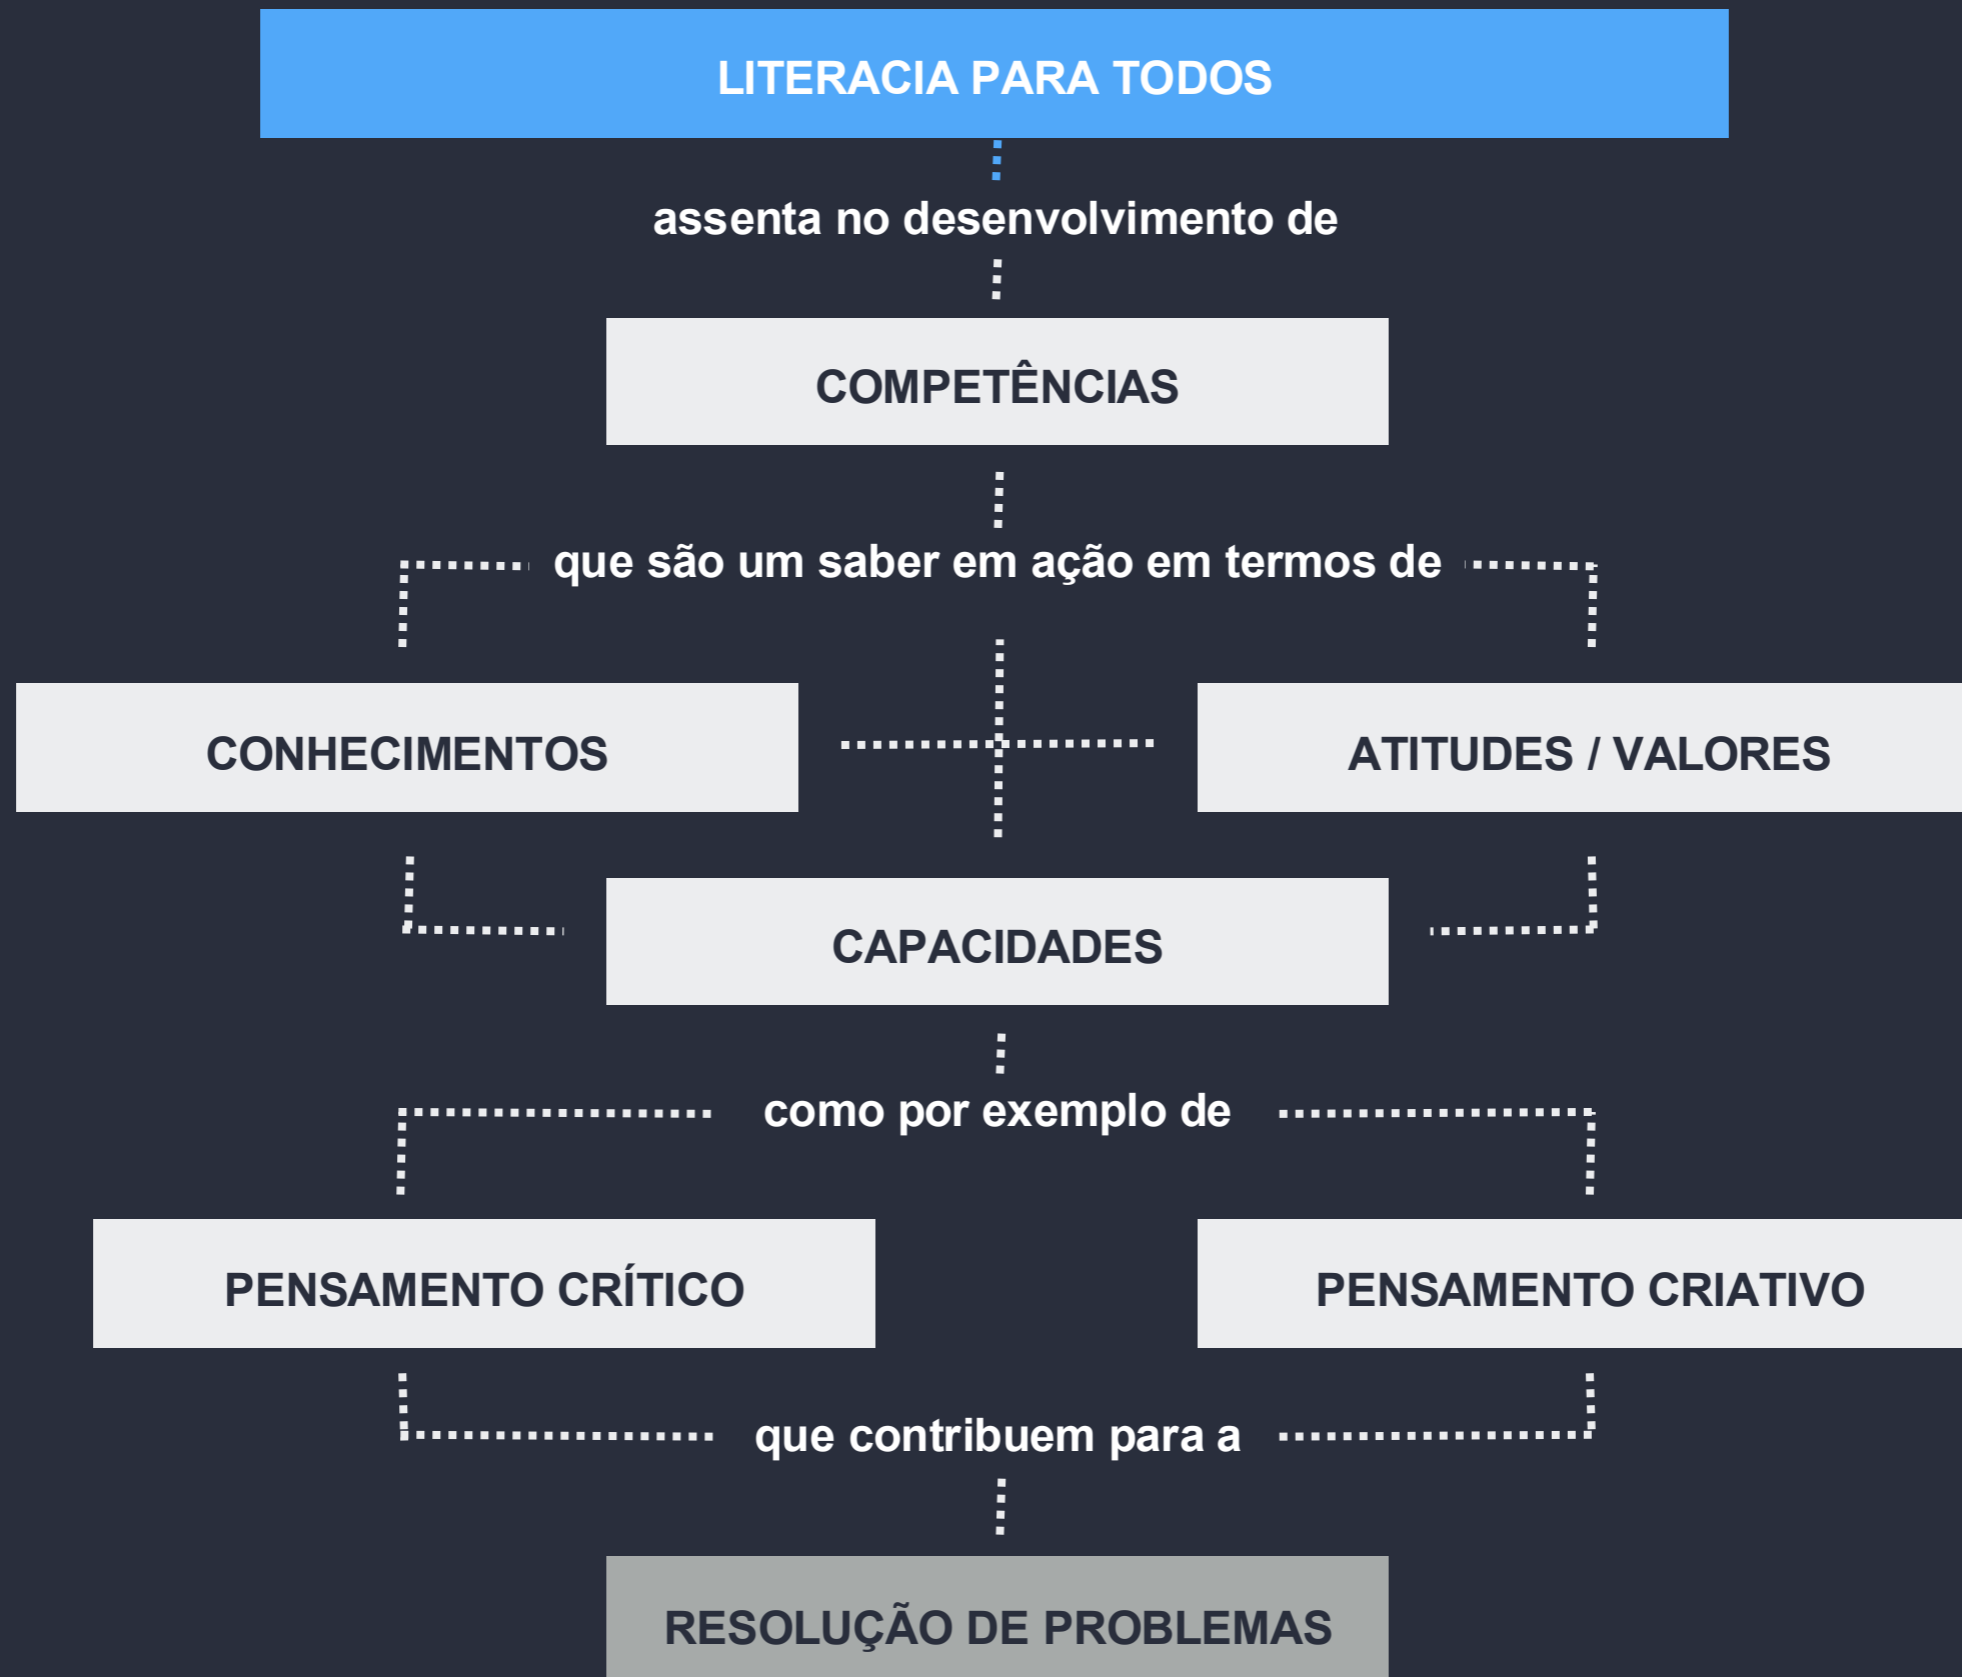 LITERACIA PARA TODOS
assenta no desenvolvimento de
COMPETÊNCIAS
que são um saber em ação em termos de
CONHECIMENTOS
ATITUDES / VALORES
CAPACIDADES
como por exemplo de
PENSAMENTO CRÍTICO
PENSAMENTO CRIATIVO
que contribuem para a
RESOLUÇÃO DE PROBLEMAS